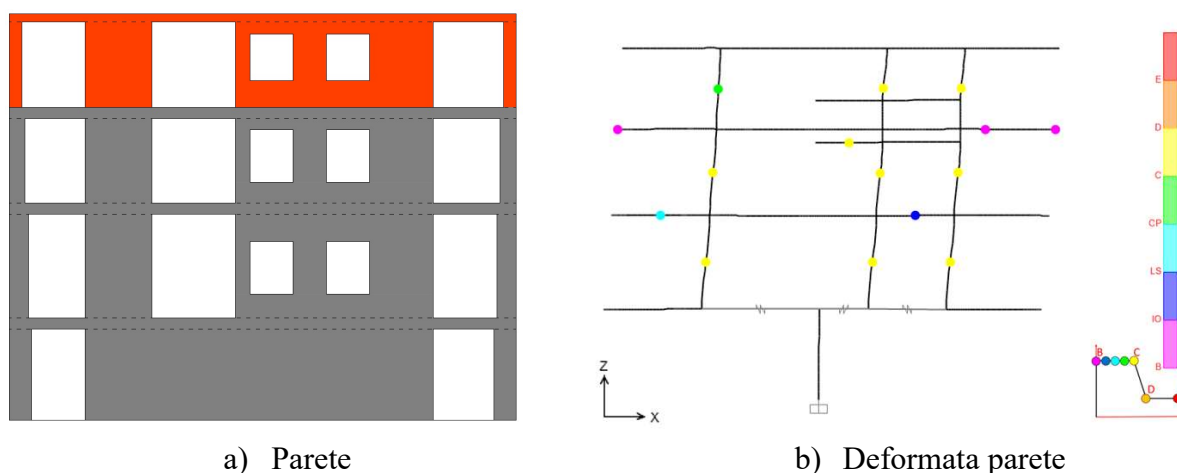 E
D
C
CP
LS
IO
B
B
C
D
Z
X
a) Parete
b) Deformata parete